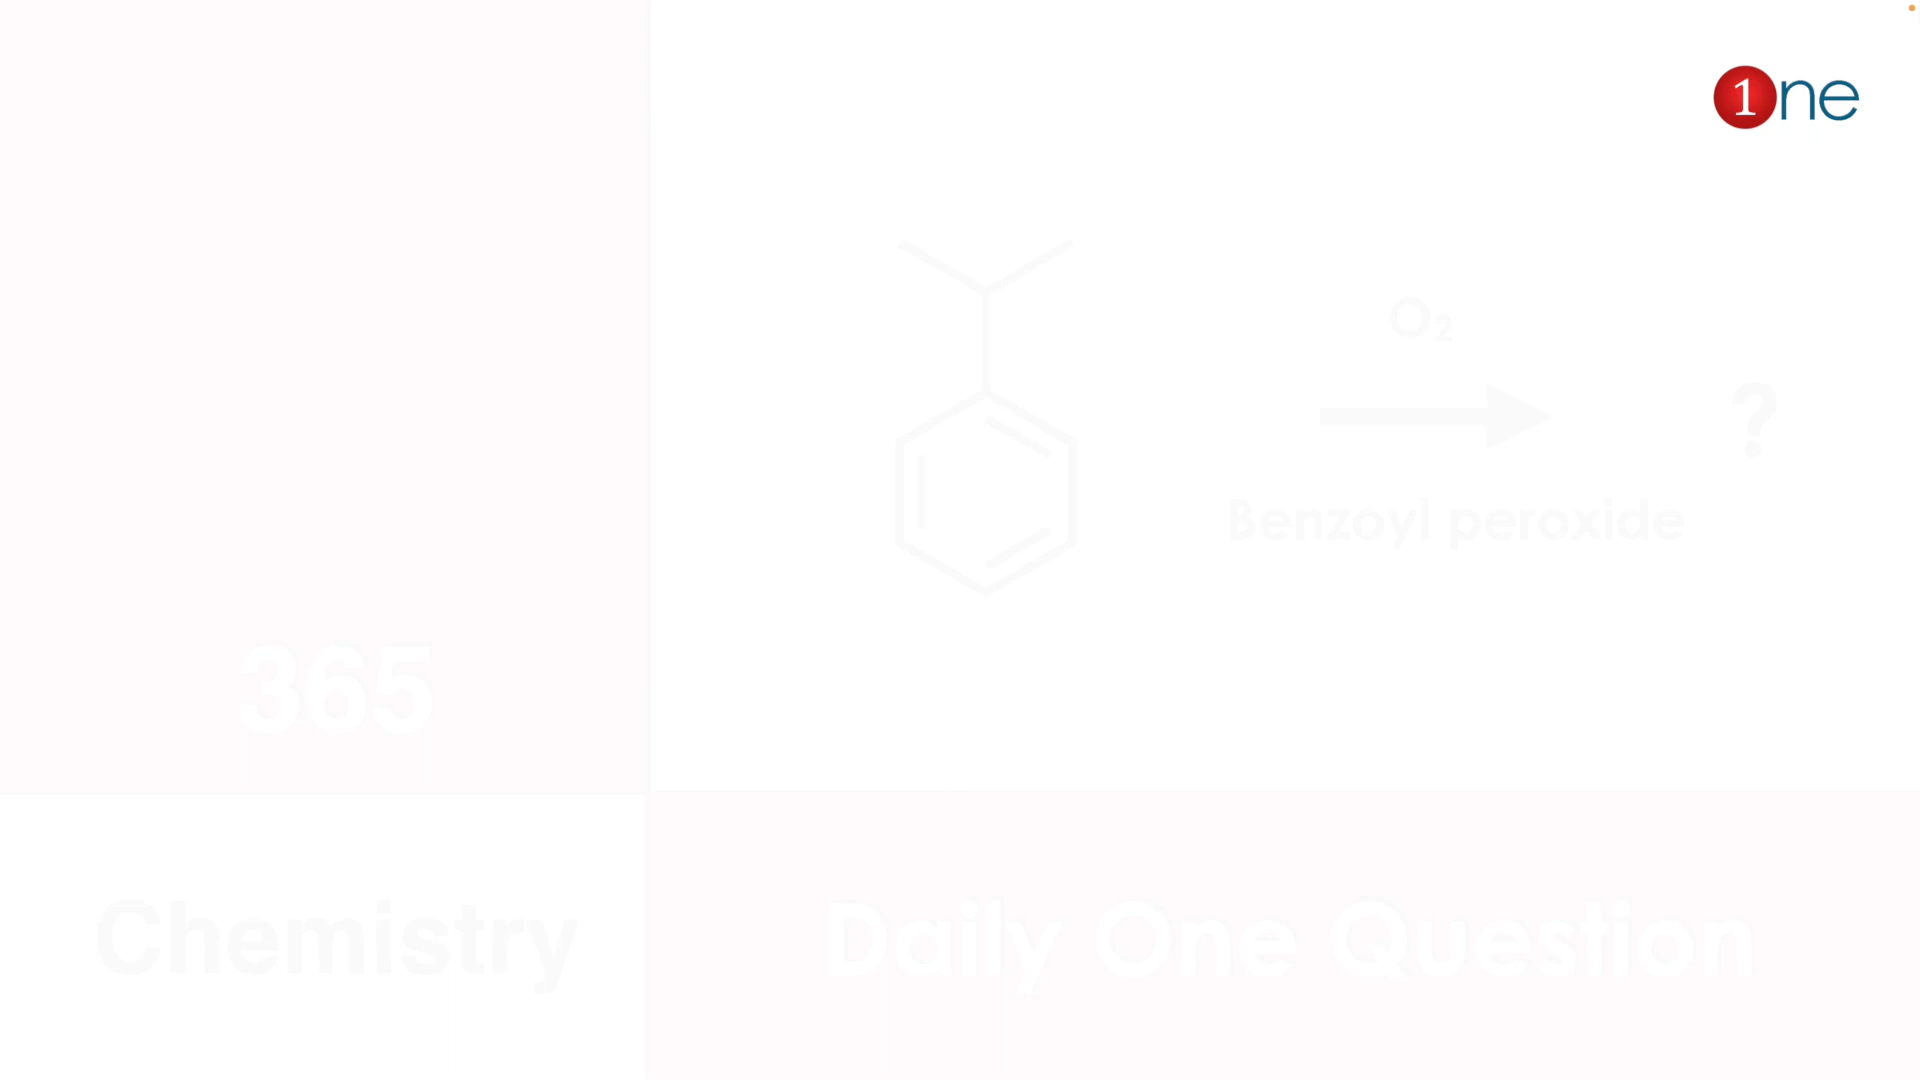 1ne
O₂
?
Benzoyl peroxide
365
Chemistry
Daily One Question